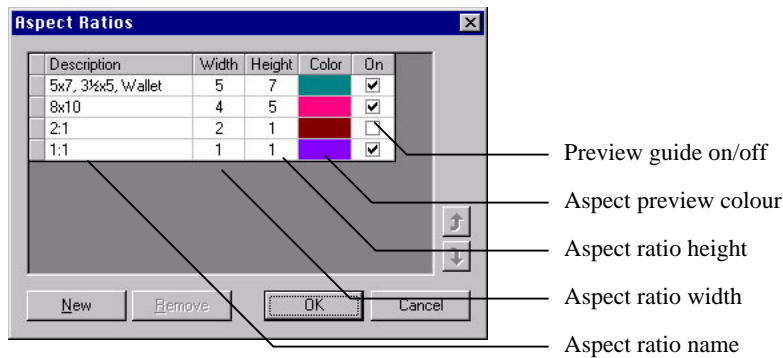 Aspect Ratios
Description Width Height Color On
5x7, 3½x5, Wallet 5 7
8x10 4 5
2:1 2 1
1:1 1 1
Preview guide on/off
Aspect preview colour
Aspect ratio height
New Remove OK Cancel
Aspect ratio width
Aspect ratio name